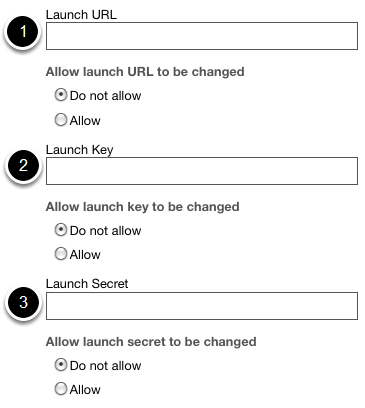 Launch URL
1
Allow launch URL to be changed
Do not allow
Allow
Launch Key
2
Allow launch key to be changed
Do not allow
Allow
Launch Secret
3
Allow launch secret to be changed
Do not allow
Allow